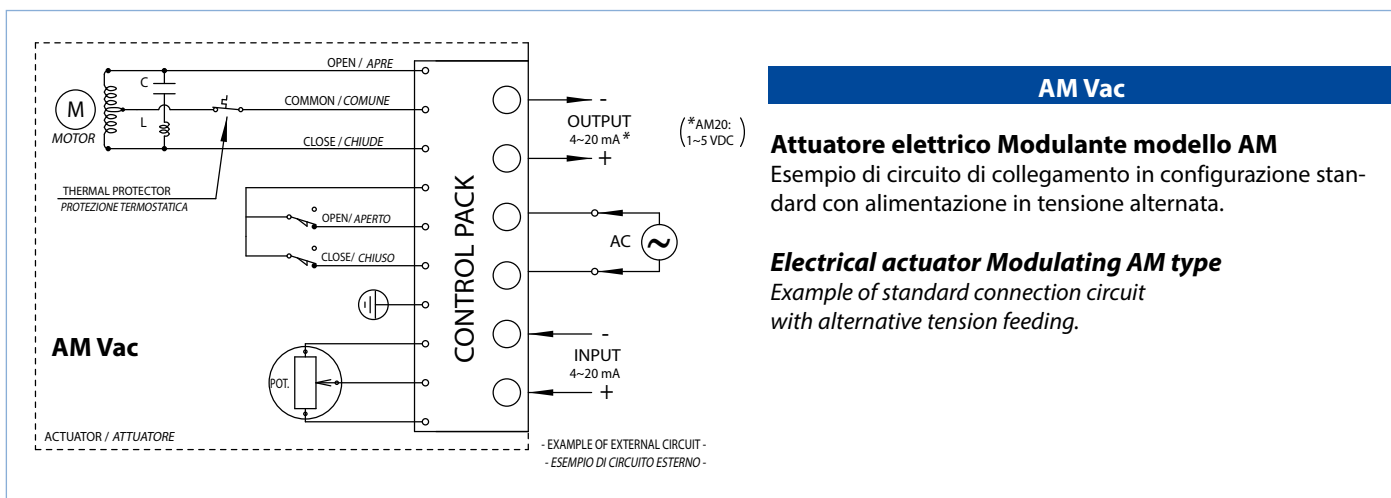 OPEN / APRE
C
M
COMMON / COMUNE
MOTOR
L
CLOSE / CHIUDE
THERMAL PROTECTOR
PROTEZIONE TERMOSTATICA
OPEN/ APERTO
CLOSE/ CHIUSO
AM Vac
POT.
ACTUATOR / ATTUATORE
CONTROL PACK
-
OUTPUT
4~20 mA *
+
(*AM20:
1~5 VDC)
AC ~
-
INPUT
4~20 mA
+
- EXAMPLE OF EXTERNAL CIRCUIT -
- ESEMPIO DI CIRCUITO ESTERNO -
AM Vac
Attuatore elettrico Modulante modello AM
Esempio di circuito di collegamento in configurazione stan-
dard con alimentazione in tensione alternata.
Electrical actuator Modulating AM type
Example of standard connection circuit
with alternative tension feeding.